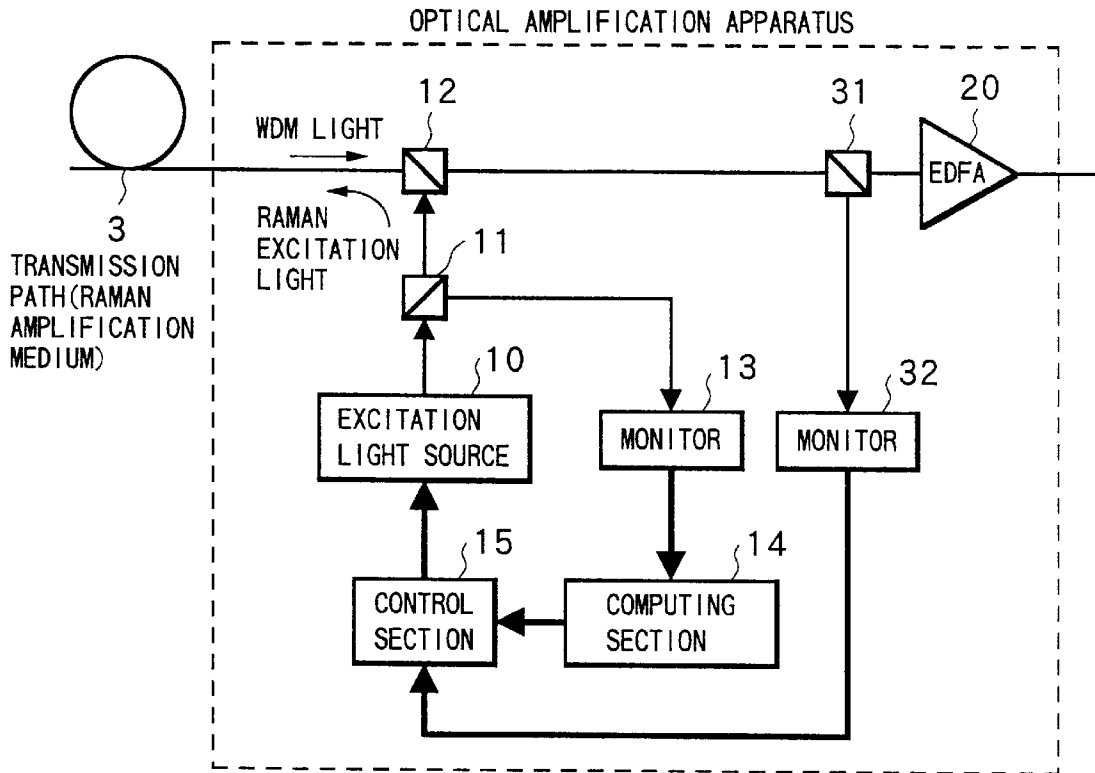 OPTICAL AMPLIFICATION APPARATUS
12
31
20
WDM LIGHT
EDFA
3
RAMAN
EXCITATION
LIGHT
11
TRANSMISSION
PATH(RAMAN
AMPLIFICATION
MEDIUM)
10
13
32
EXCITATION
LIGHT SOURCE
MONITOR
MONITOR
15
14
CONTROL
SECTION
COMPUTING
SECTION